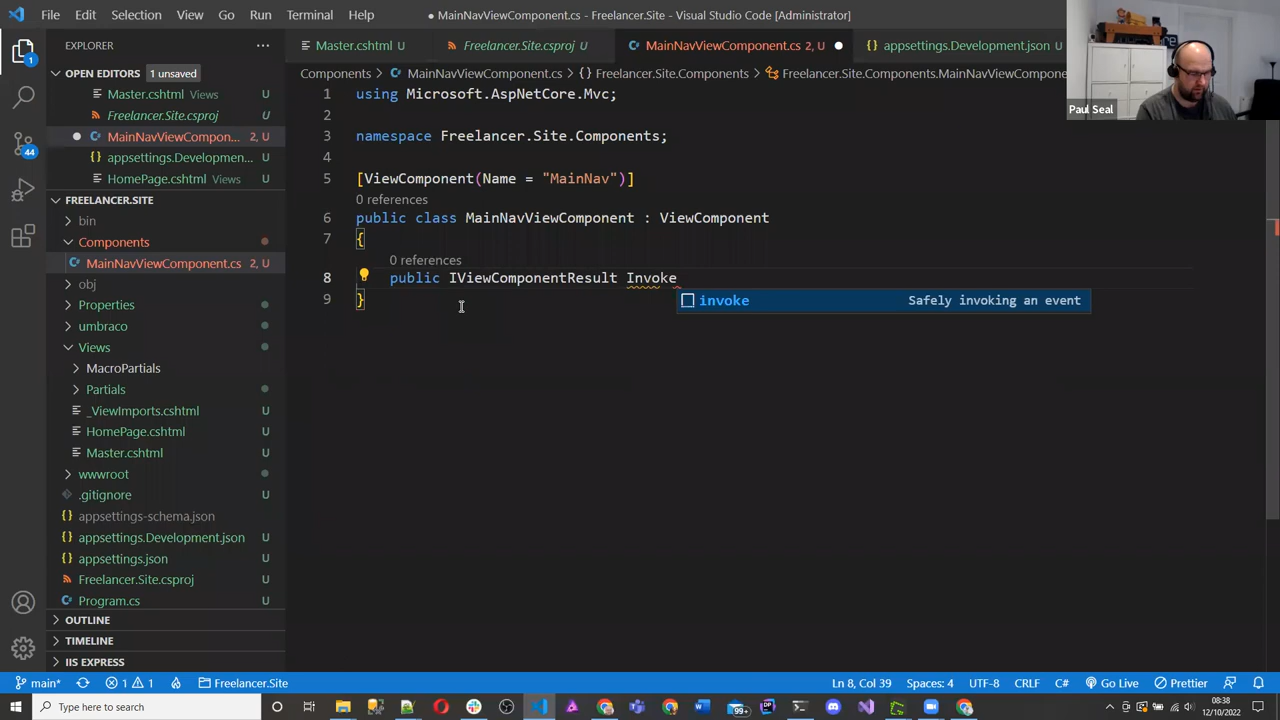 File Edit Selection View Go Run Terminal Help
● MainNavViewComponent.cs - Freelancer.Site - Visual Studio Code [Administrator]
EXPLORER
Master.cshtml U
Freelancer.Site.csproj U
MainNavViewComponent.cs 2, U
appsettings.Development.json U
OPEN EDITORS 1 unsaved
Master.cshtml Views U
Freelancer.Site.csproj U
MainNavViewCompon... 2, U
appsettings.Developmen... U
HomePage.cshtml Views U
FREELANCER.SITE
bin
Components
MainNavViewComponent.cs 2, U
obj
Properties
umbraco
Views
MacroPartials
Partials
_ViewImports.cshtml U
HomePage.cshtml U
Master.cshtml U
wwwroot
.gitignore U
appsettings-schema.json
appsettings.Development.json U
appsettings.json U
Freelancer.Site.csproj U
Program.cs U
OUTLINE
TIMELINE
IIS EXPRESS
Components > MainNavViewComponent.cs > {} Freelancer.Site.Components > Freelancer.Site.Components.MainNavViewComponent
1 using Microsoft.AspNetCore.Mvc;
2
3 namespace Freelancer.Site.Components;
4
5 [ViewComponent(Name = "MainNav")]
0 references
6 public class MainNavViewComponent : ViewComponent
7 {
0 references
8 public IViewComponentResult Invoke
9 }
invoke Safely invoking an event
Paul Seal
1
44
main* 1 1 Freelancer.Site
Ln 8, Col 39 Spaces: 4 UTF-8 CRLF C# Go Live Prettier
Type here to search
99+
08:38
12/10/2022